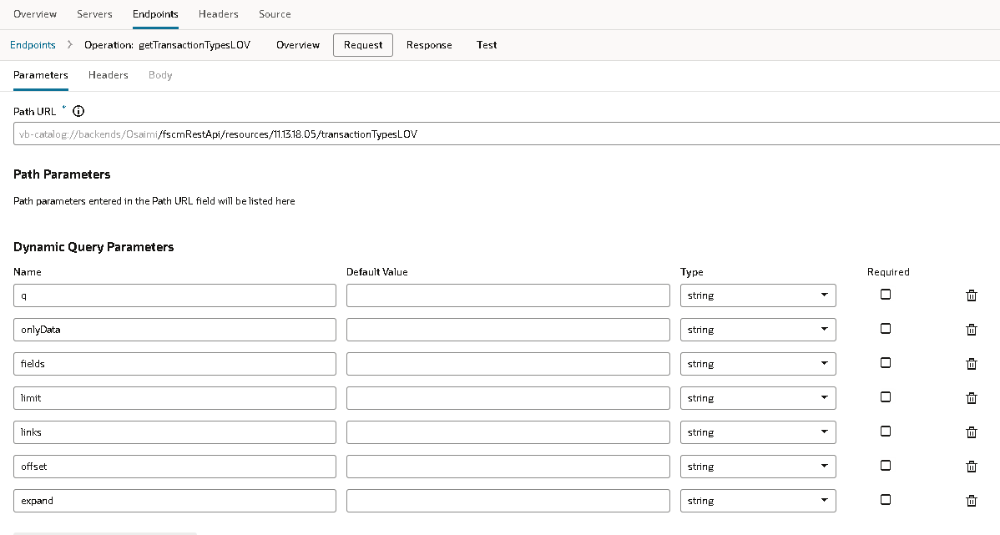 Overview Servers Endpoints Headers Source
Endpoints > Operation: getTransactionTypesLOV Overview Request Response Test
Parameters Headers Body
Path URL *
vb-catalog://backends/Osaimi/fscmRestApi/resources/11.13.18.05/transactionTypesLOV
Path Parameters
Path parameters entered in the Path URL field will be listed here
Dynamic Query Parameters
Name Default Value Type Required
q string
onlyData string
fields string
limit string
links string
offset string
expand string